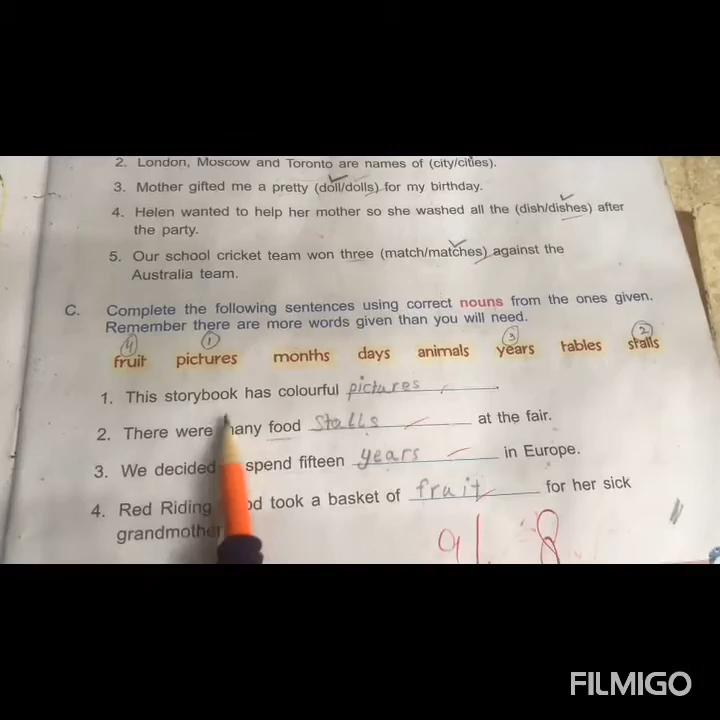 2. London, Moscow and Toronto are names of (city/cities).
3. Mother gifted me a pretty (doll/dolls) for my birthday.
4. Helen wanted to help her mother so she washed all the (dish/dishes) after
the party.
5. Our school cricket team won three (match/matches) against the
Australia team.
C. Complete the following sentences using correct nouns from the ones given.
Remember there are more words given than you will need.
4 1 3 2
fruit pictures months days animals years tables stalls
1. This storybook has colourful pictures.
2. There were many food stalls at the fair.
3. We decided spend fifteen years in Europe.
4. Red Riding took a basket of fruit for her sick
grandmother
FILMIGO